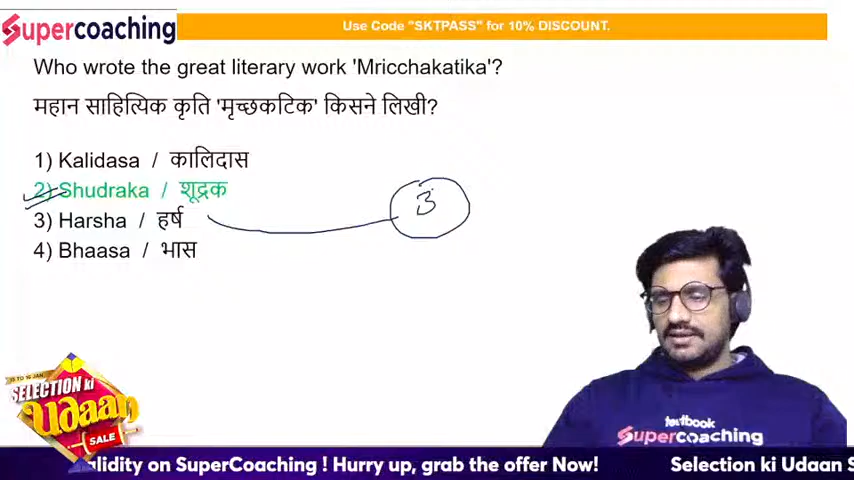 Supercoaching
Use Code "SKTPASS" for 10% DISCOUNT.
Who wrote the great literary work 'Mricchakatika'?
महान साहित्यिक कृति 'मृच्छकटिक' किसने लिखी?
1) Kalidasa / कालिदास
2) Shudraka / शूद्रक
3) Harsha / हर्ष
3
4) Bhaasa / भास
SELECTION ki
उdaan
SALE
testbook
Supercoaching
alidity on SuperCoaching ! Hurry up, grab the offer Now! Selection ki Udaan S